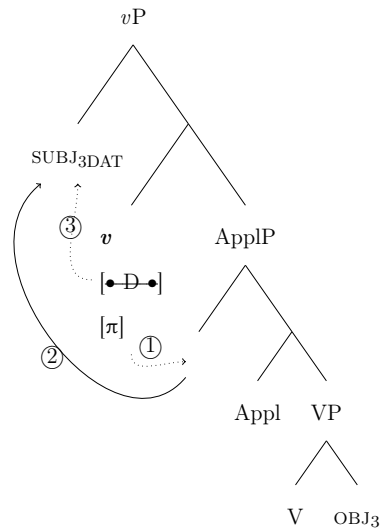 vP
SUBJ3DAT
③
v
ApplP
[•D•]
[π]
①
②
Appl VP
V OBJ3